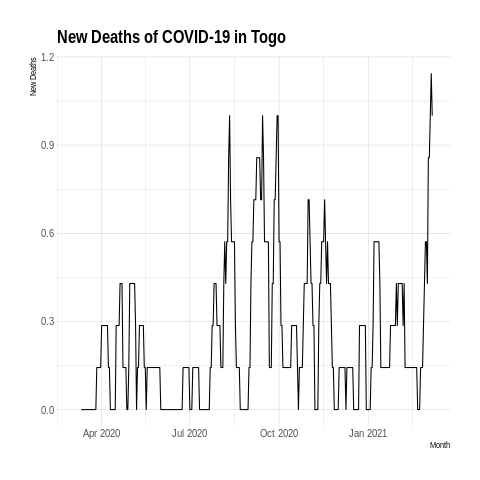 New Deaths of COVID-19 in Togo
New Deaths
1.2
0.9
0.6
0.3
0.0
Apr 2020 Jul 2020 Oct 2020 Jan 2021
Month